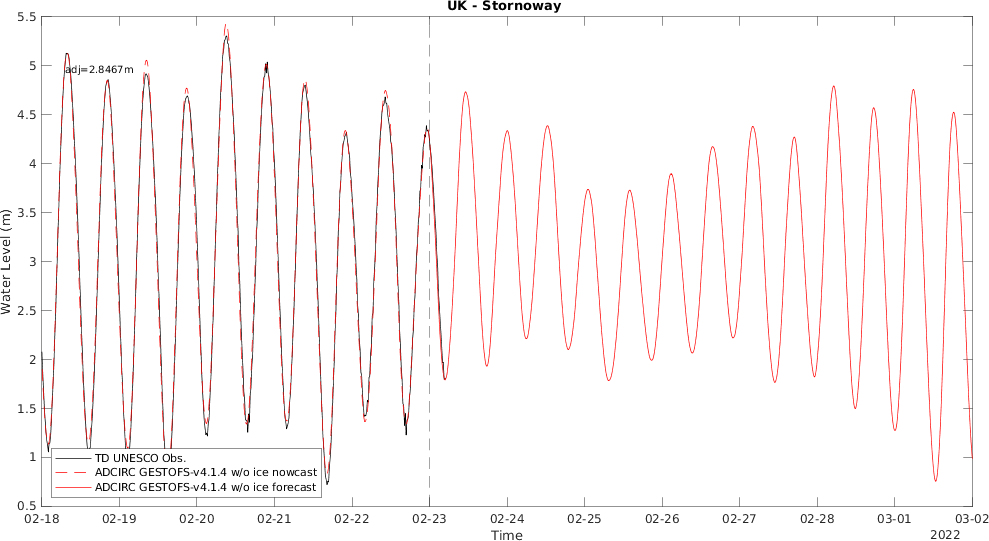 UK - Stornoway
5.5
5
4.5
4
3.5
3
2.5
2
1.5
1
0.5
Water Level (m)
adj=2.8467m
TD UNESCO Obs.
ADCIRC GESTOFS-v4.1.4 w/o ice nowcast
ADCIRC GESTOFS-v4.1.4 w/o ice forecast
02-18 02-19 02-20 02-21 02-22 02-23 02-24 02-25 02-26 02-27 02-28 03-01 03-02
Time
2022